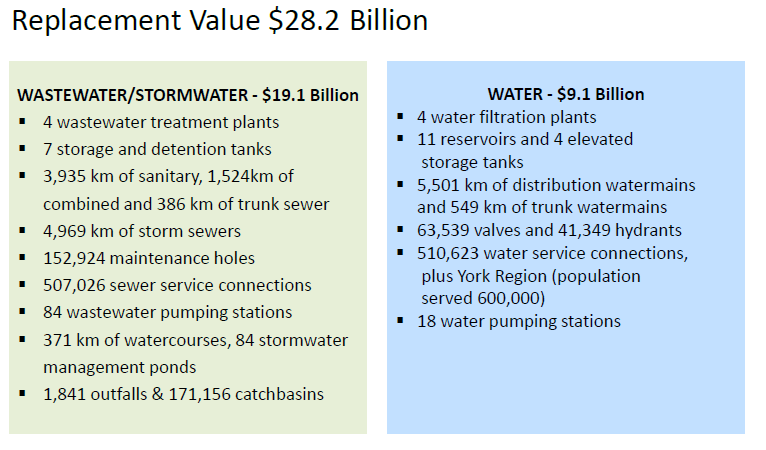 Replacement Value $28.2 Billion
WASTEWATER/STORMWATER - $19.1 Billion
▪ 4 wastewater treatment plants
▪ 7 storage and detention tanks
▪ 3,935 km of sanitary, 1,524km of
combined and 386 km of trunk sewer
▪ 4,969 km of storm sewers
▪ 152,924 maintenance holes
▪ 507,026 sewer service connections
▪ 84 wastewater pumping stations
▪ 371 km of watercourses, 84 stormwater
management ponds
▪ 1,841 outfalls & 171,156 catchbasins
WATER - $9.1 Billion
▪ 4 water filtration plants
▪ 11 reservoirs and 4 elevated
storage tanks
▪ 5,501 km of distribution watermains
and 549 km of trunk watermains
▪ 63,539 valves and 41,349 hydrants
▪ 510,623 water service connections,
plus York Region (population
served 600,000)
▪ 18 water pumping stations